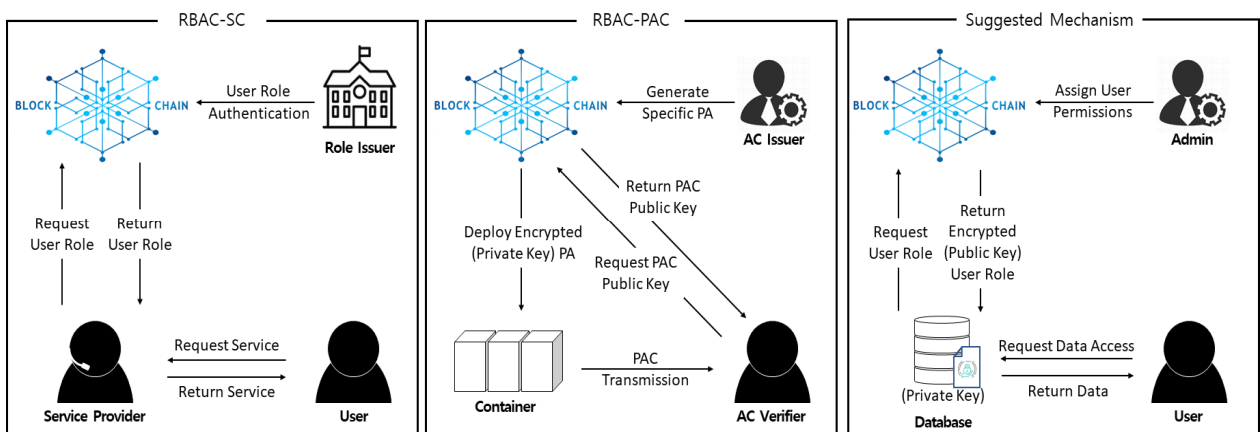 RBAC-SC
BLOCK
CHAIN
User Role
Authentication
Role Issuer
Request
User Role
Return
User Role
Request Service
Return Service
Service Provider
User
RBAC-PAC
BLOCK
CHAIN
Generate
Specific PA
AC Issuer
Return PAC
Public Key
Deploy Encrypted
(Private Key) PA
Request PAC
Public Key
PAC
Transmission
Container
AC Verifier
Suggested Mechanism
BLOCK
CHAIN
Assign User
Permissions
Admin
Request
User Role
Return
Encrypted
(Public Key)
User Role
Request Data Access
Return Data
(Private Key)
Database
User